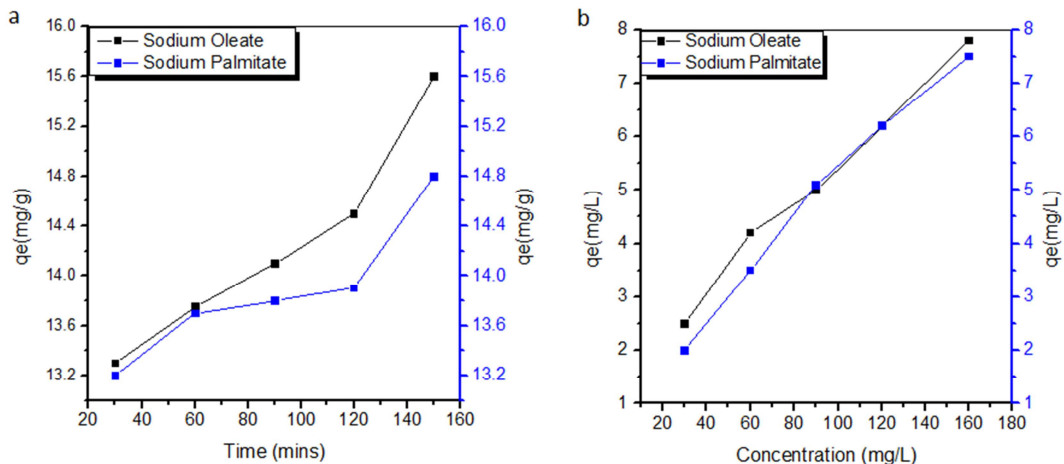 a
Sodium Oleate
Sodium Palmitate
16.0
15.6
15.2
14.8
14.4
14.0
13.6
13.2
qe(mg/g)
16.0
15.6
15.2
14.8
14.4
14.0
13.6
13.2
qe(mg/g)
20 40 60 80 100 120 140 160
Time (mins)
b
Sodium Oleate
Sodium Palmitate
8
7
6
5
4
3
2
1
qe(mg/L)
8
7
6
5
4
3
2
1
qe(mg/L)
20 40 60 80 100 120 140 160 180
Concentration (mg/L)